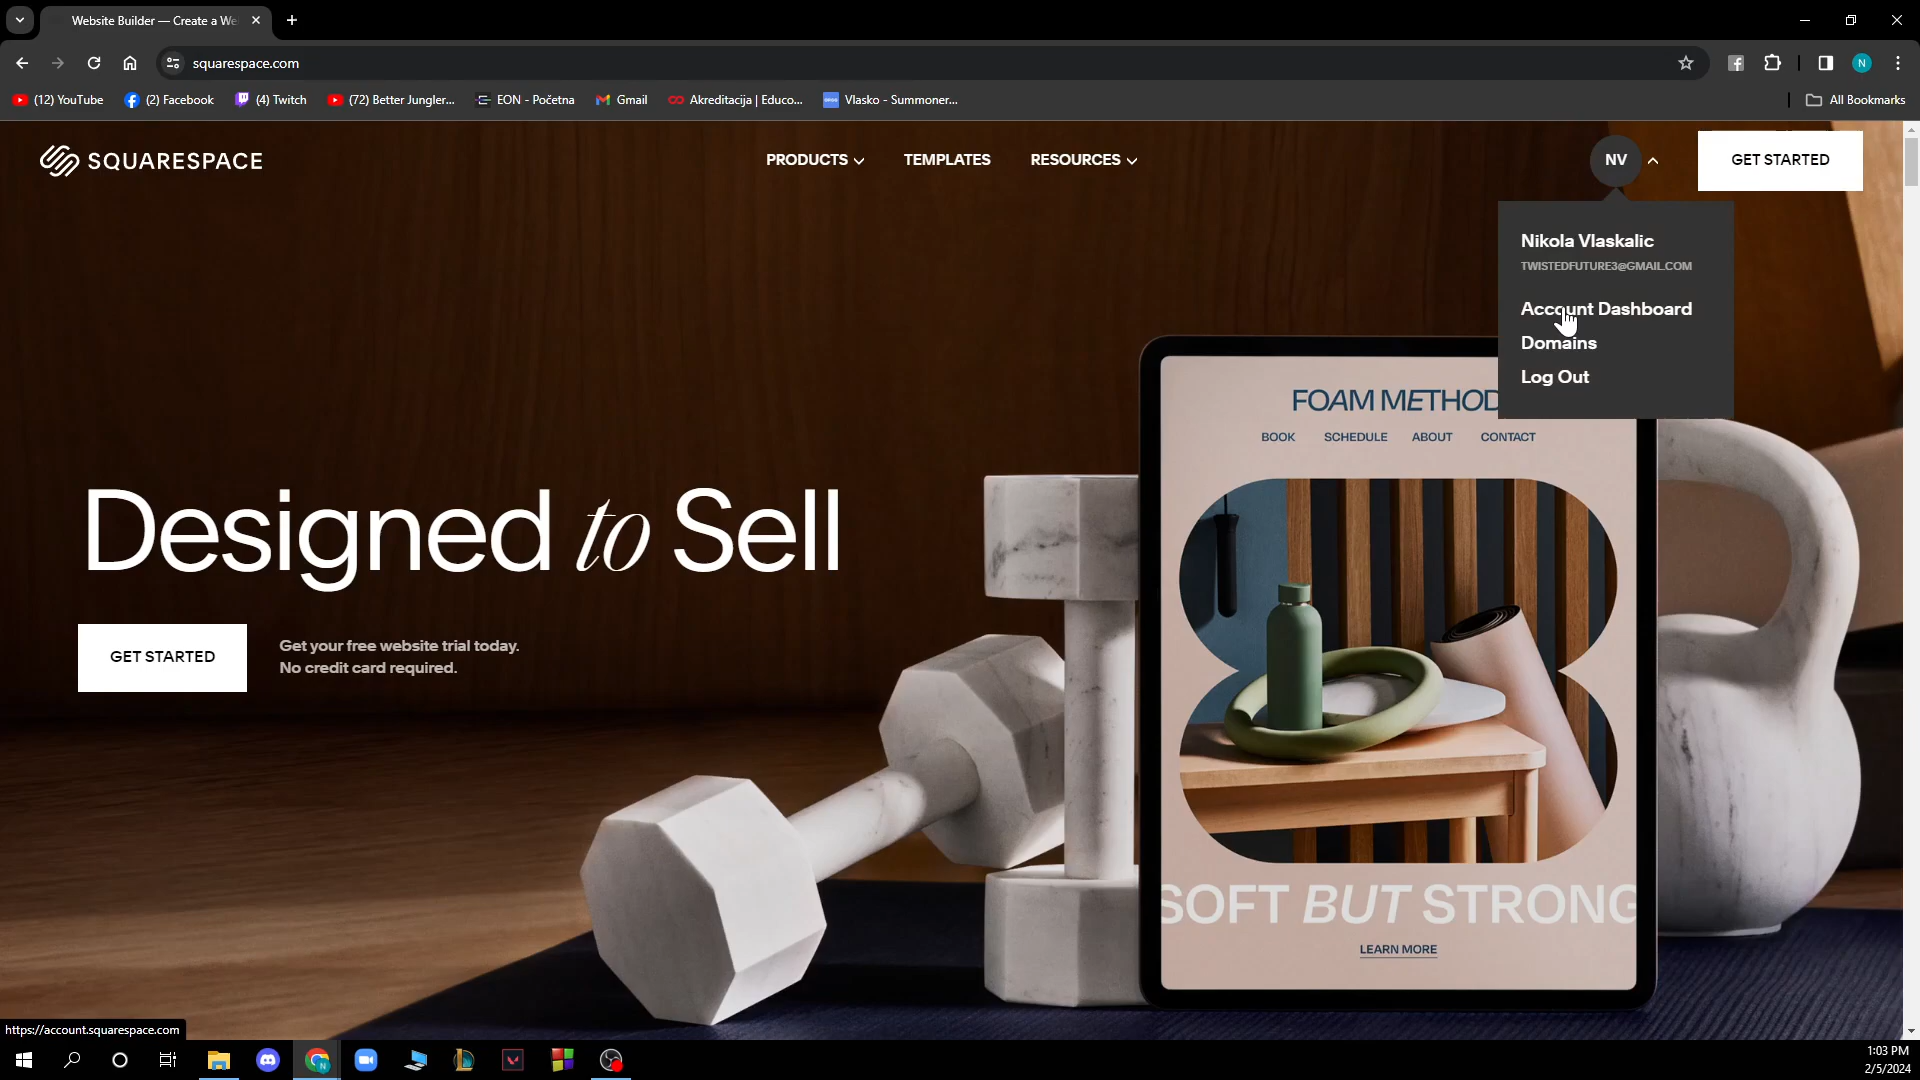 Website Builder — Create a We
squarespace.com
(12) YouTube
(2) Facebook
(4) Twitch
(72) Better Jungler...
EON - Početna
Gmail
Akreditacija | Educo...
Vlasko - Summoner...
All Bookmarks
N
SQUARESPACE
PRODUCTS
TEMPLATES
RESOURCES
NV
GET STARTED
Nikola Vlaskalic
TWISTEDFUTURE3@GMAIL.COM
Account Dashboard
Domains
Log Out
FOAM METHOD
BOOK
SCHEDULE
ABOUT
CONTACT
Designed to Sell
GET STARTED
Get your free website trial today.
No credit card required.
SOFT BUT STRONG
LEARN MORE
https://account.squarespace.com
1:03 PM
2/5/2024